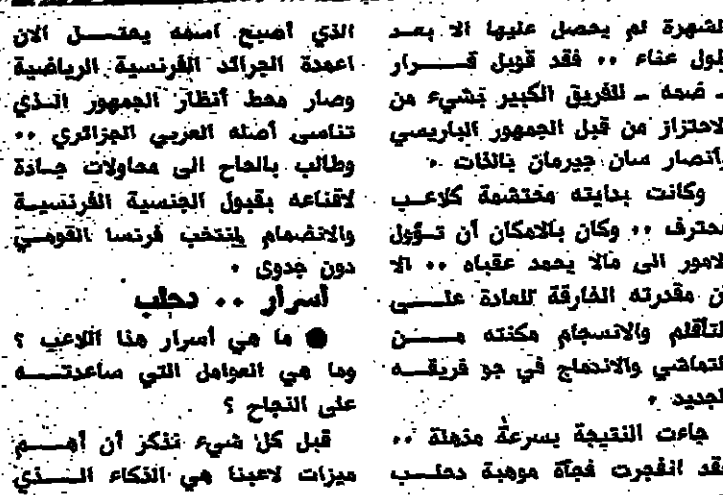 لشهرة لم يحصل عليها الا بعد
طول عناء .. فقد قوبل قرار
ـ ضمه ـ للفريق الكبير بشيء من
الاحتراز من قبل الجمهور الباريسي
وانصار سان جيرمان بالذات .
وكانت بدايته محتشمة كلاعب
محترف .. وكان بالامكان أن تؤول
الامور الى مالا يحمد عقباه .. الا
أن مقدرته الخارقة للعادة على
التأقلم والانسجام مكنته من
التماشي والاندماج في جو فريقه
الجديد .
جاءت النتيجة بسرعة مذهلة ..
فقد انفجرت فجأة موهبة دحلب
الذي أصبح اسمه يحتل الان
اعمدة الجرائد الفرنسية الرياضية
وصار محط أنظار الجمهور الذي
تناسى أصله العربي الجزائري ..
وطالب بالحاح الى محاولات جادة
لاقناعه بقبول الجنسية الفرنسية
والانضمام لمنتخب فرنسا القومي
دون جدوى .
أسرار .. دحلب
● ما هي أسرار هذا اللاعب ؟
وما هي العوامل التي ساعدته
على النجاح ؟
قبل كل شيء نذكر أن أهم
ميزات لاعبنا هي الذكاء الذي